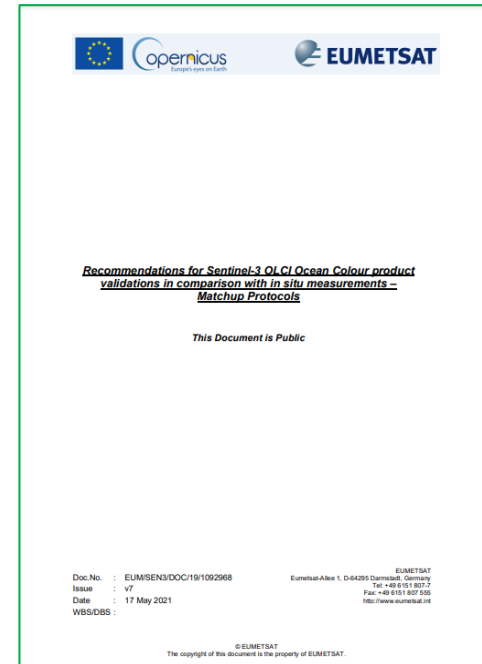 opernicus
Europe's eyes on Earth
EUMETSAT
Recommendations for Sentinel-3 OLCI Ocean Colour product
validations in comparison with in situ measurements –
Matchup Protocols
This Document is Public
Doc.No. : EUM/SEN3/DOC/19/1092968
Issue : v7
Date : 17 May 2021
WBS/DBS :
EUMETSAT
Eumetsat-Allee 1, D-64295 Darmstadt, Germany
Tel: +49 6151 807-7
Fax: +49 6151 807 555
http://www.eumetsat.int
© EUMETSAT
The copyright of this document is the property of EUMETSAT.